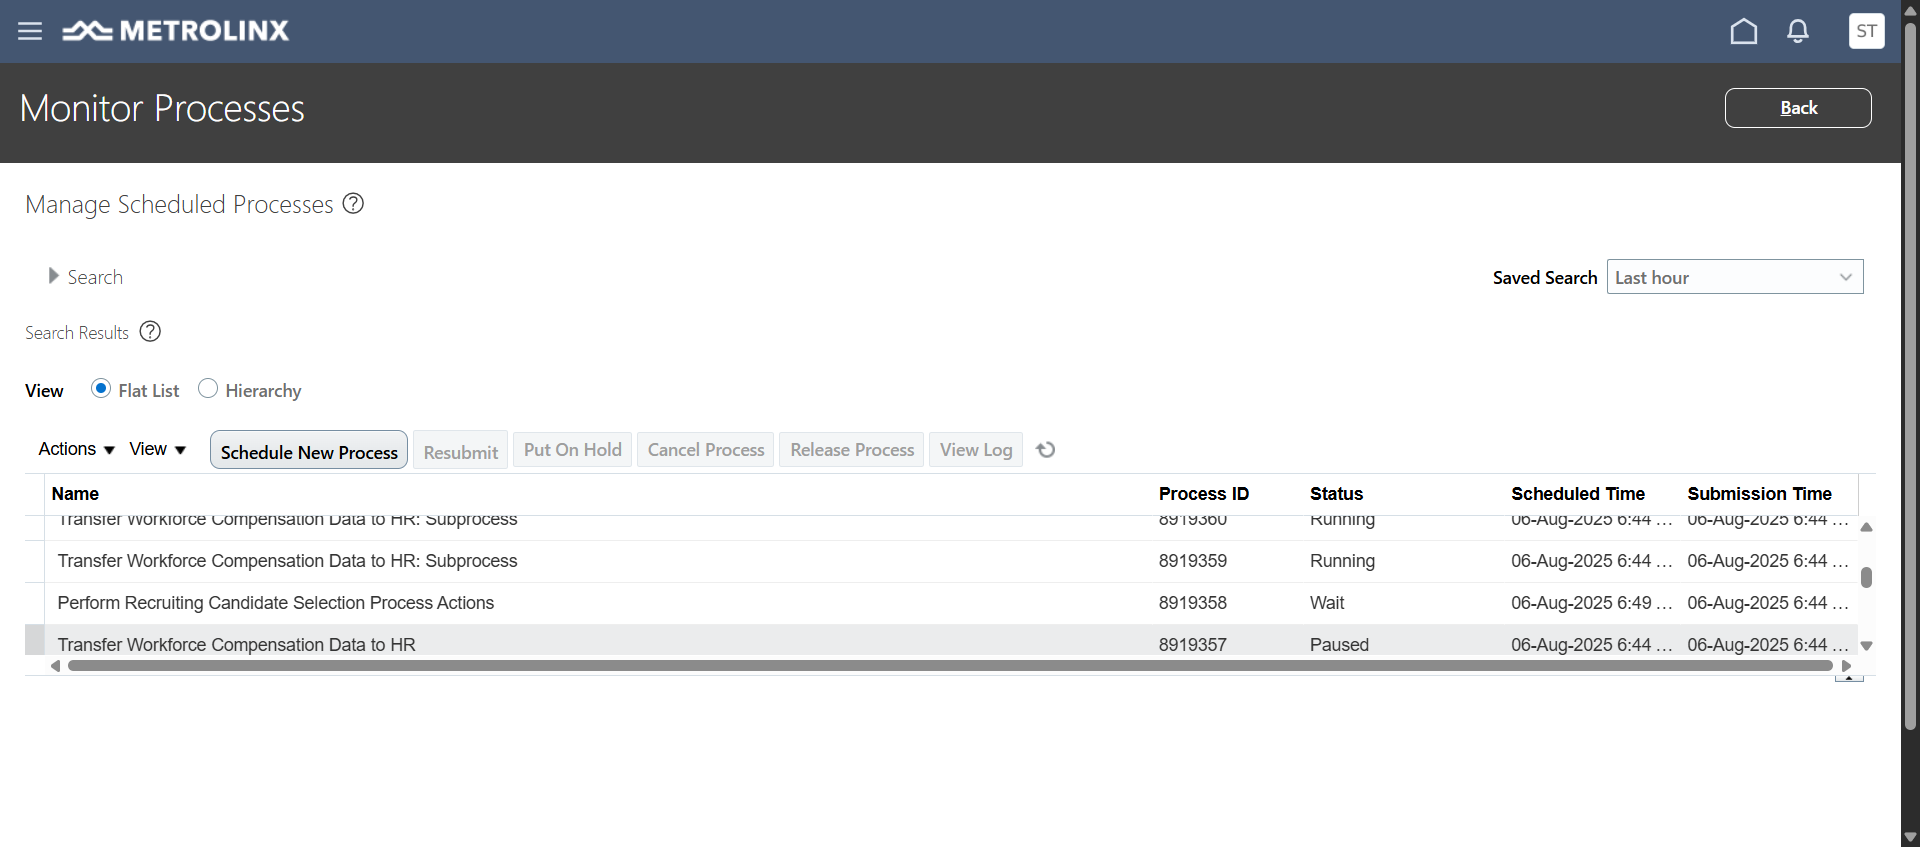 METROLINX
ST
Monitor Processes
Back
Manage Scheduled Processes ?
Search
Saved Search Last hour
Search Results ?
View Flat List Hierarchy
Actions View Schedule New Process Resubmit Put On Hold Cancel Process Release Process View Log
Name Process ID Status Scheduled Time Submission Time
Transfer Workforce Compensation Data to HR: Subprocess 8919360 Running 06-Aug-2025 6:44 ... 06-Aug-2025 6:44 ...
Transfer Workforce Compensation Data to HR: Subprocess 8919359 Running 06-Aug-2025 6:44 ... 06-Aug-2025 6:44 ...
Perform Recruiting Candidate Selection Process Actions 8919358 Wait 06-Aug-2025 6:49 ... 06-Aug-2025 6:44 ...
Transfer Workforce Compensation Data to HR 8919357 Paused 06-Aug-2025 6:44 ... 06-Aug-2025 6:44 ...